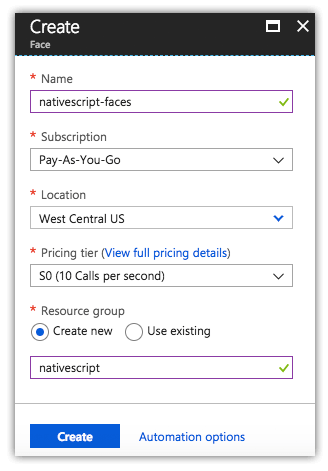 Create
Face
* Name
nativescript-faces
* Subscription
Pay-As-You-Go
* Location
West Central US
* Pricing tier (View full pricing details)
S0 (10 Calls per second)
* Resource group
Create new Use existing
nativescript
Create Automation options